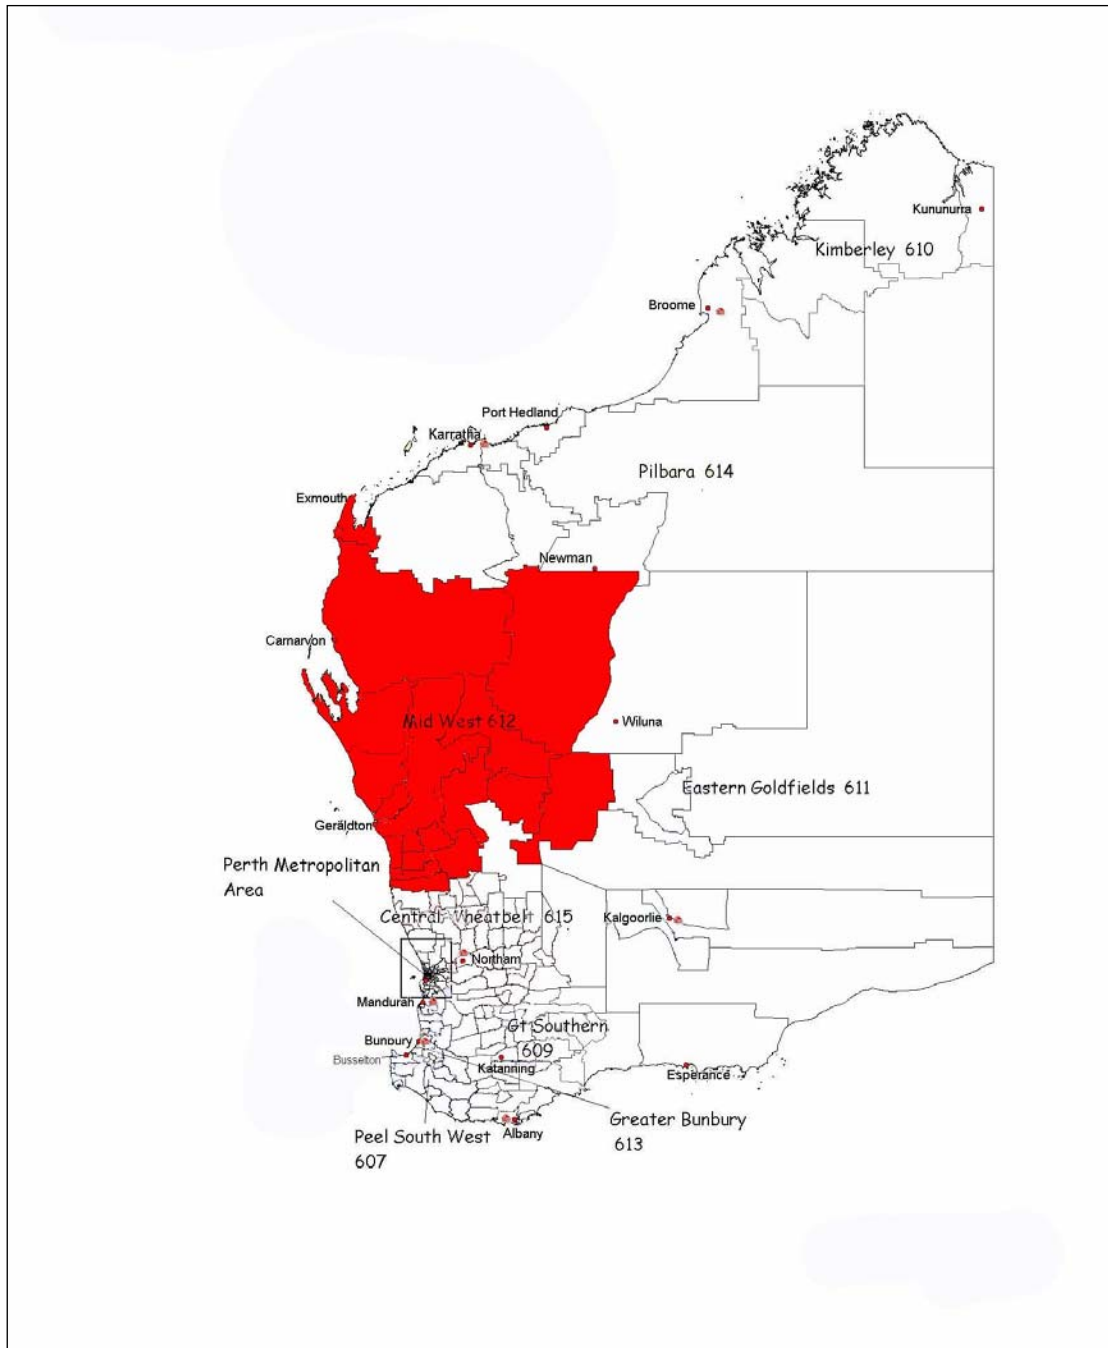 Kununurra
Kimberley 610
Broome
Port Hedland
Karratha
Pilbara 614
Exmouth
Newman
Carnarvon
Mid West 612
Wiluna
Eastern Goldfields 611
Geraldton
Perth Metropolitan
Area
Central Wheatbelt 615
Kalgoorlie
Northam
Mandurah
Gt Southern
609
Bunbury
Busselton
Katanning
Esperance
Greater Bunbury
613
Albany
Peel South West
607